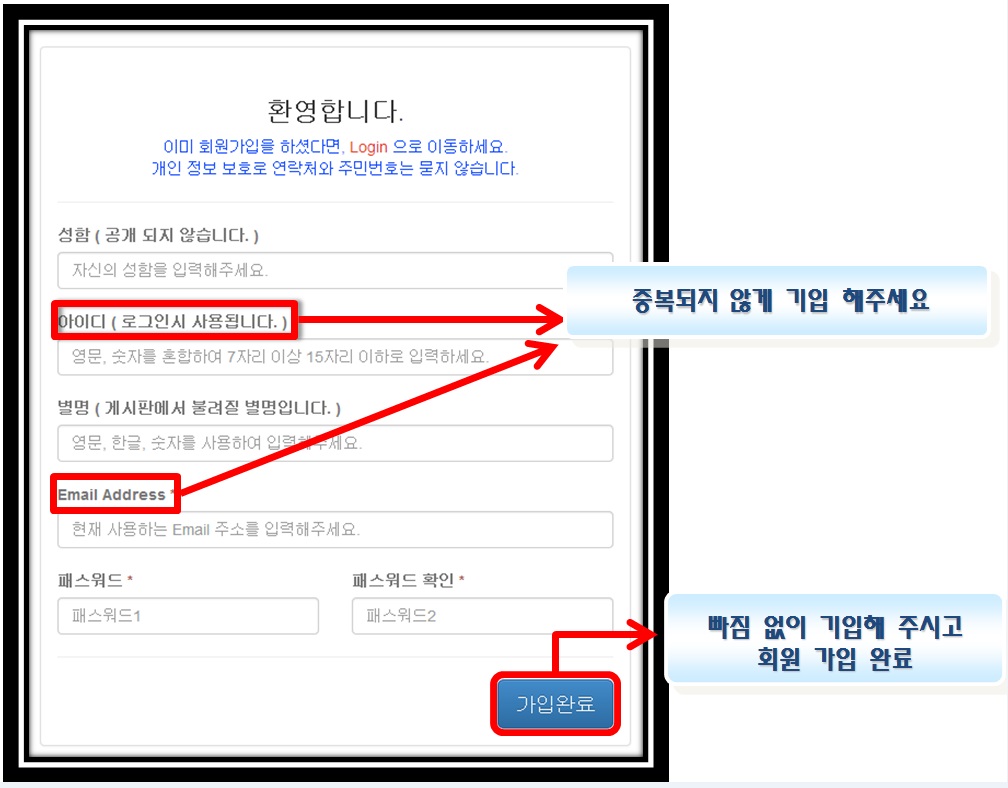 환영합니다.
이미 회원가입을 하셨다면, Login 으로 이동하세요.
개인 정보 보호로 연락처와 주민번호는 묻지 않습니다.
성함 ( 공개 되지 않습니다. )
자신의 성함을 입력해주세요.
중복되지 않게 기입 해주세요
아이디 ( 로그인시 사용됩니다. )
영문, 숫자를 혼합하여 7자리 이상 15자리 이하로 입력하세요.
별명 ( 게시판에서 불려질 별명입니다. )
영문, 한글, 숫자를 사용하여 입력해주세요.
Email Address *
현재 사용하는 Email 주소를 입력해주세요.
패스워드 * 패스워드 확인 *
패스워드1 패스워드2
빠짐 없이 기입해 주시고
회원 가입 완료
가입완료